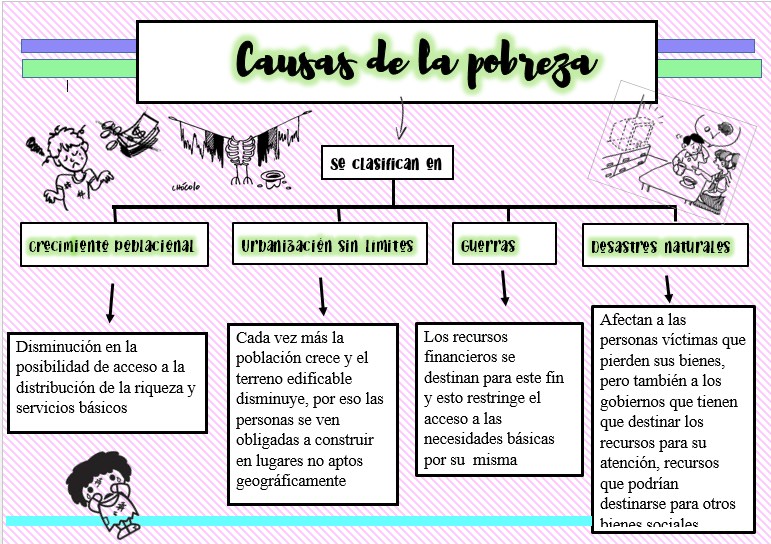 Causas de la pobreza
CHócolo
Se clasifican en
Crecimiento poblacional
Urbanización sin límites
Guerras
Desastres naturales
Disminución en la
posibilidad de acceso a la
distribución de la riqueza y
servicios básicos
Cada vez más la
población crece y el
terreno edificable
disminuye, por eso las
personas se ven
obligadas a construir
en lugares no aptos
geográficamente
Los recursos
financieros se
destinan para este fin
y esto restringe el
acceso a las
necesidades básicas
por su  misma
Afectan a las
personas víctimas que
pierden sus bienes,
pero también a los
gobiernos que tienen
que destinar los
recursos para su
atención, recursos
que podrían
destinarse para otros
bienes sociales